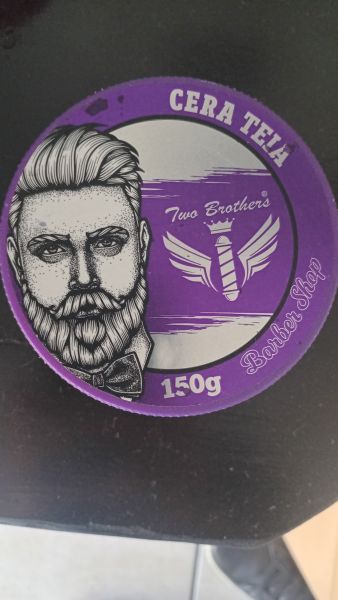 CERA TEIA
Two Brothers®
Barber Shop
150g